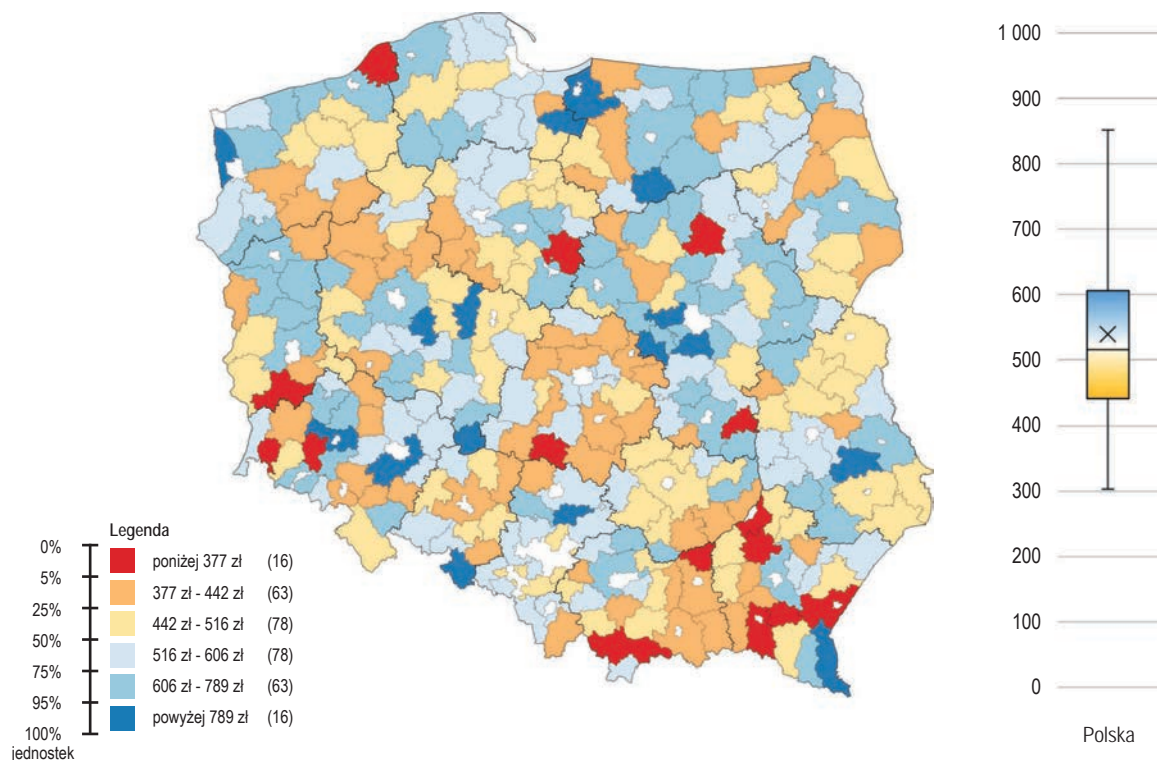 Legenda
0%
5%
25%
50%
75%
95%
100%
jednostek
poniżej 377 zł (16)
377 zł - 442 zł (63)
442 zł - 516 zł (78)
516 zł - 606 zł (78)
606 zł - 789 zł (63)
powyżej 789 zł (16)
1 000
900
800
700
600
500
400
300
200
100
0
Polska